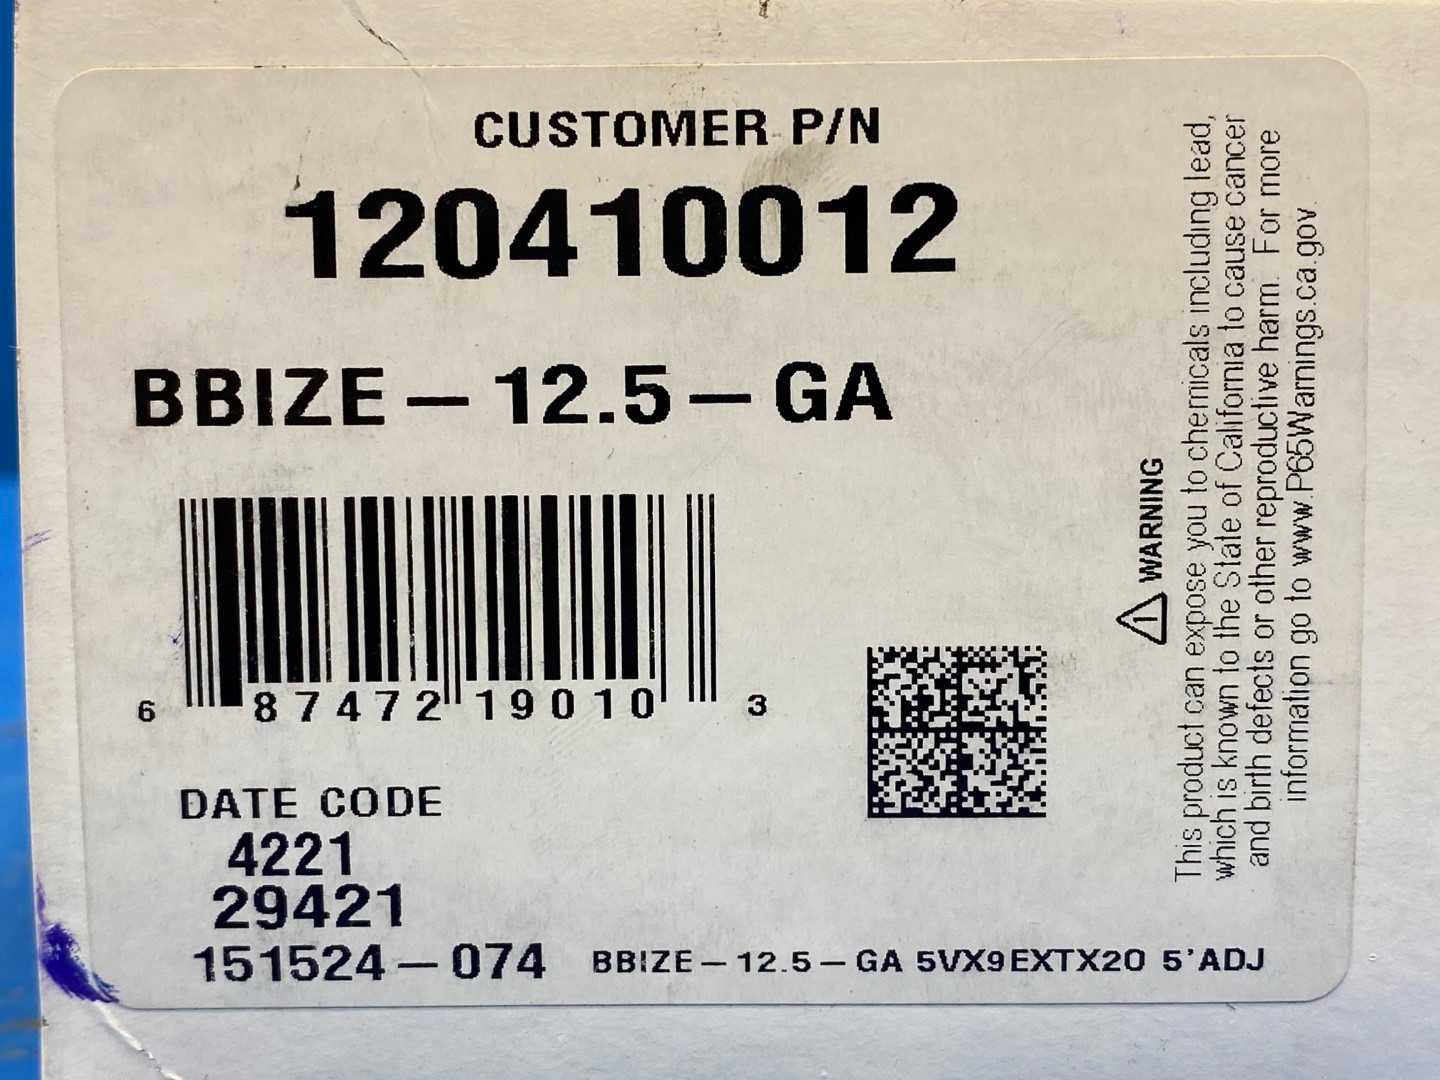 CUSTOMER P/N
120410012
BBIZE-12.5-GA
6 87472 19010 3
DATE CODE
4221
29421
151524-074 BBIZE-12.5-GA 5VX9EXTX20 5'ADJ
⚠ WARNING
This product can expose you to chemicals including lead,
which is known to the State of California to cause cancer
and birth defects or other reproductive harm. For more
information go to www.P65Warnings.ca.gov